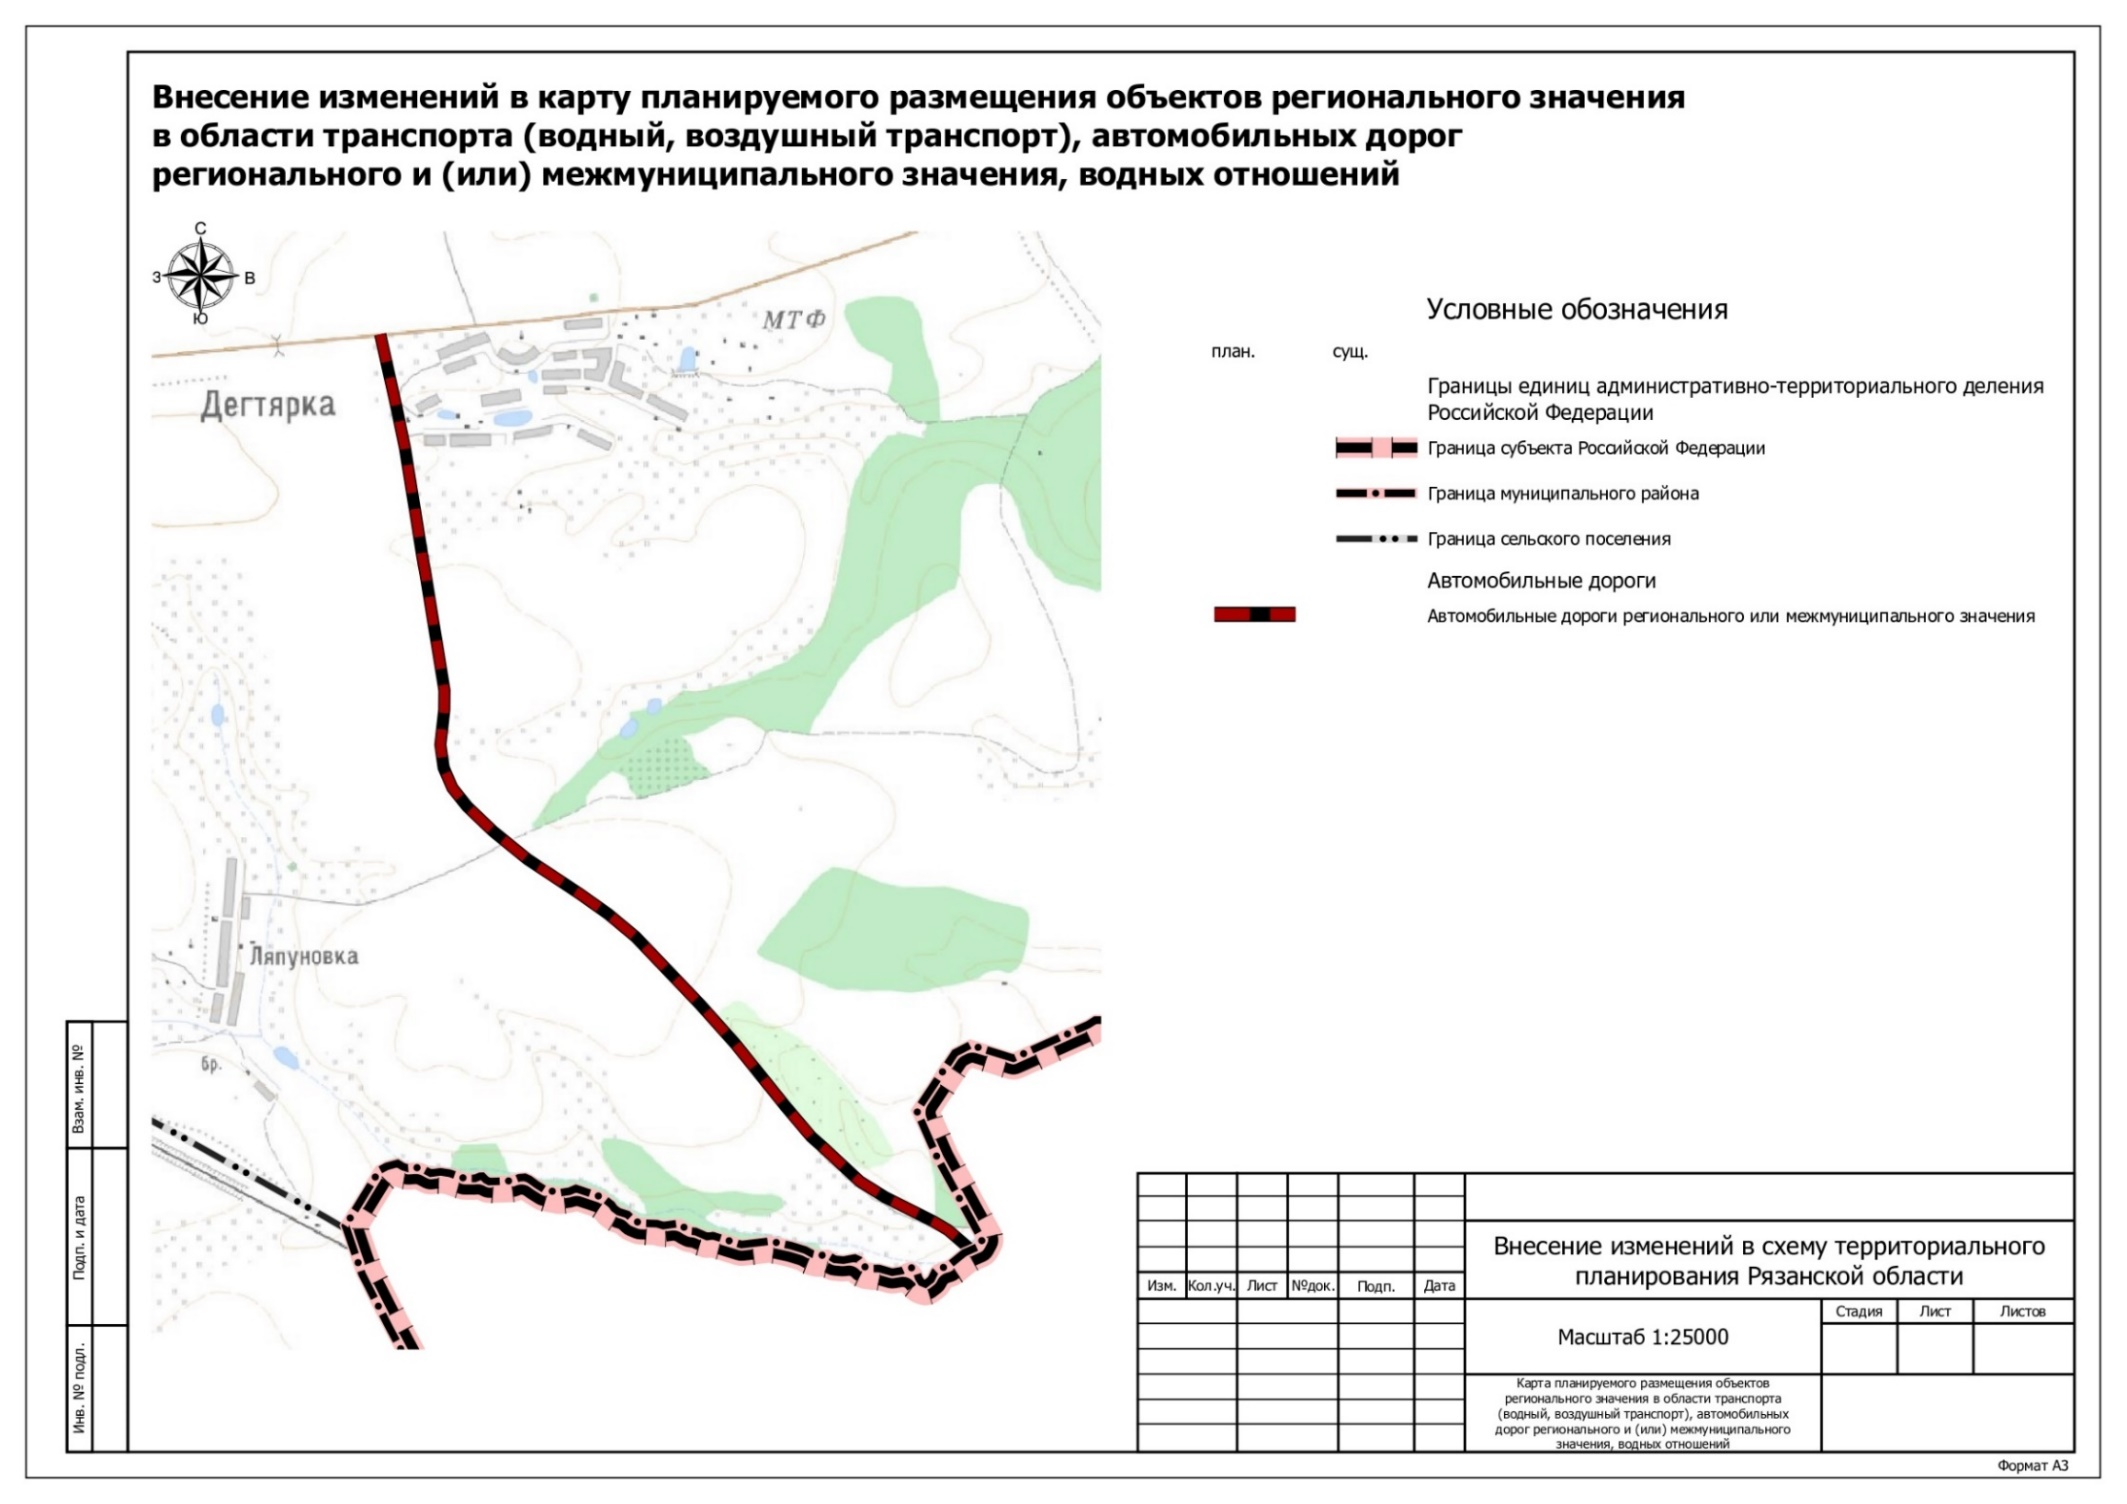 Внесение изменений в карту планируемого размещения объектов регионального значения
в области транспорта (водный, воздушный транспорт), автомобильных дорог
регионального и (или) межмуниципального значения, водных отношений
С
З
В
Ю
МТФ
Дегтярка
Ляпуновка
бр.
Условные обозначения
план.
сущ.
Границы единиц административно-территориального деления
Российской Федерации
Граница субъекта Российской Федерации
Граница муниципального района
Граница сельского поселения
Автомобильные дороги
Автомобильные дороги регионального или межмуниципального значения
Взам. инв. №
Подп. и дата
Инв. № подл.
Изм.
Кол.уч.
Лист
№док.
Подп.
Дата
Внесение изменений в схему территориального
планирования Рязанской области
Масштаб 1:25000
Стадия
Лист
Листов
Карта планируемого размещения объектов
регионального значения в области транспорта
(водный, воздушный транспорт), автомобильных
дорог регионального и (или) межмуниципального
значения, водных отношений
Формат А3